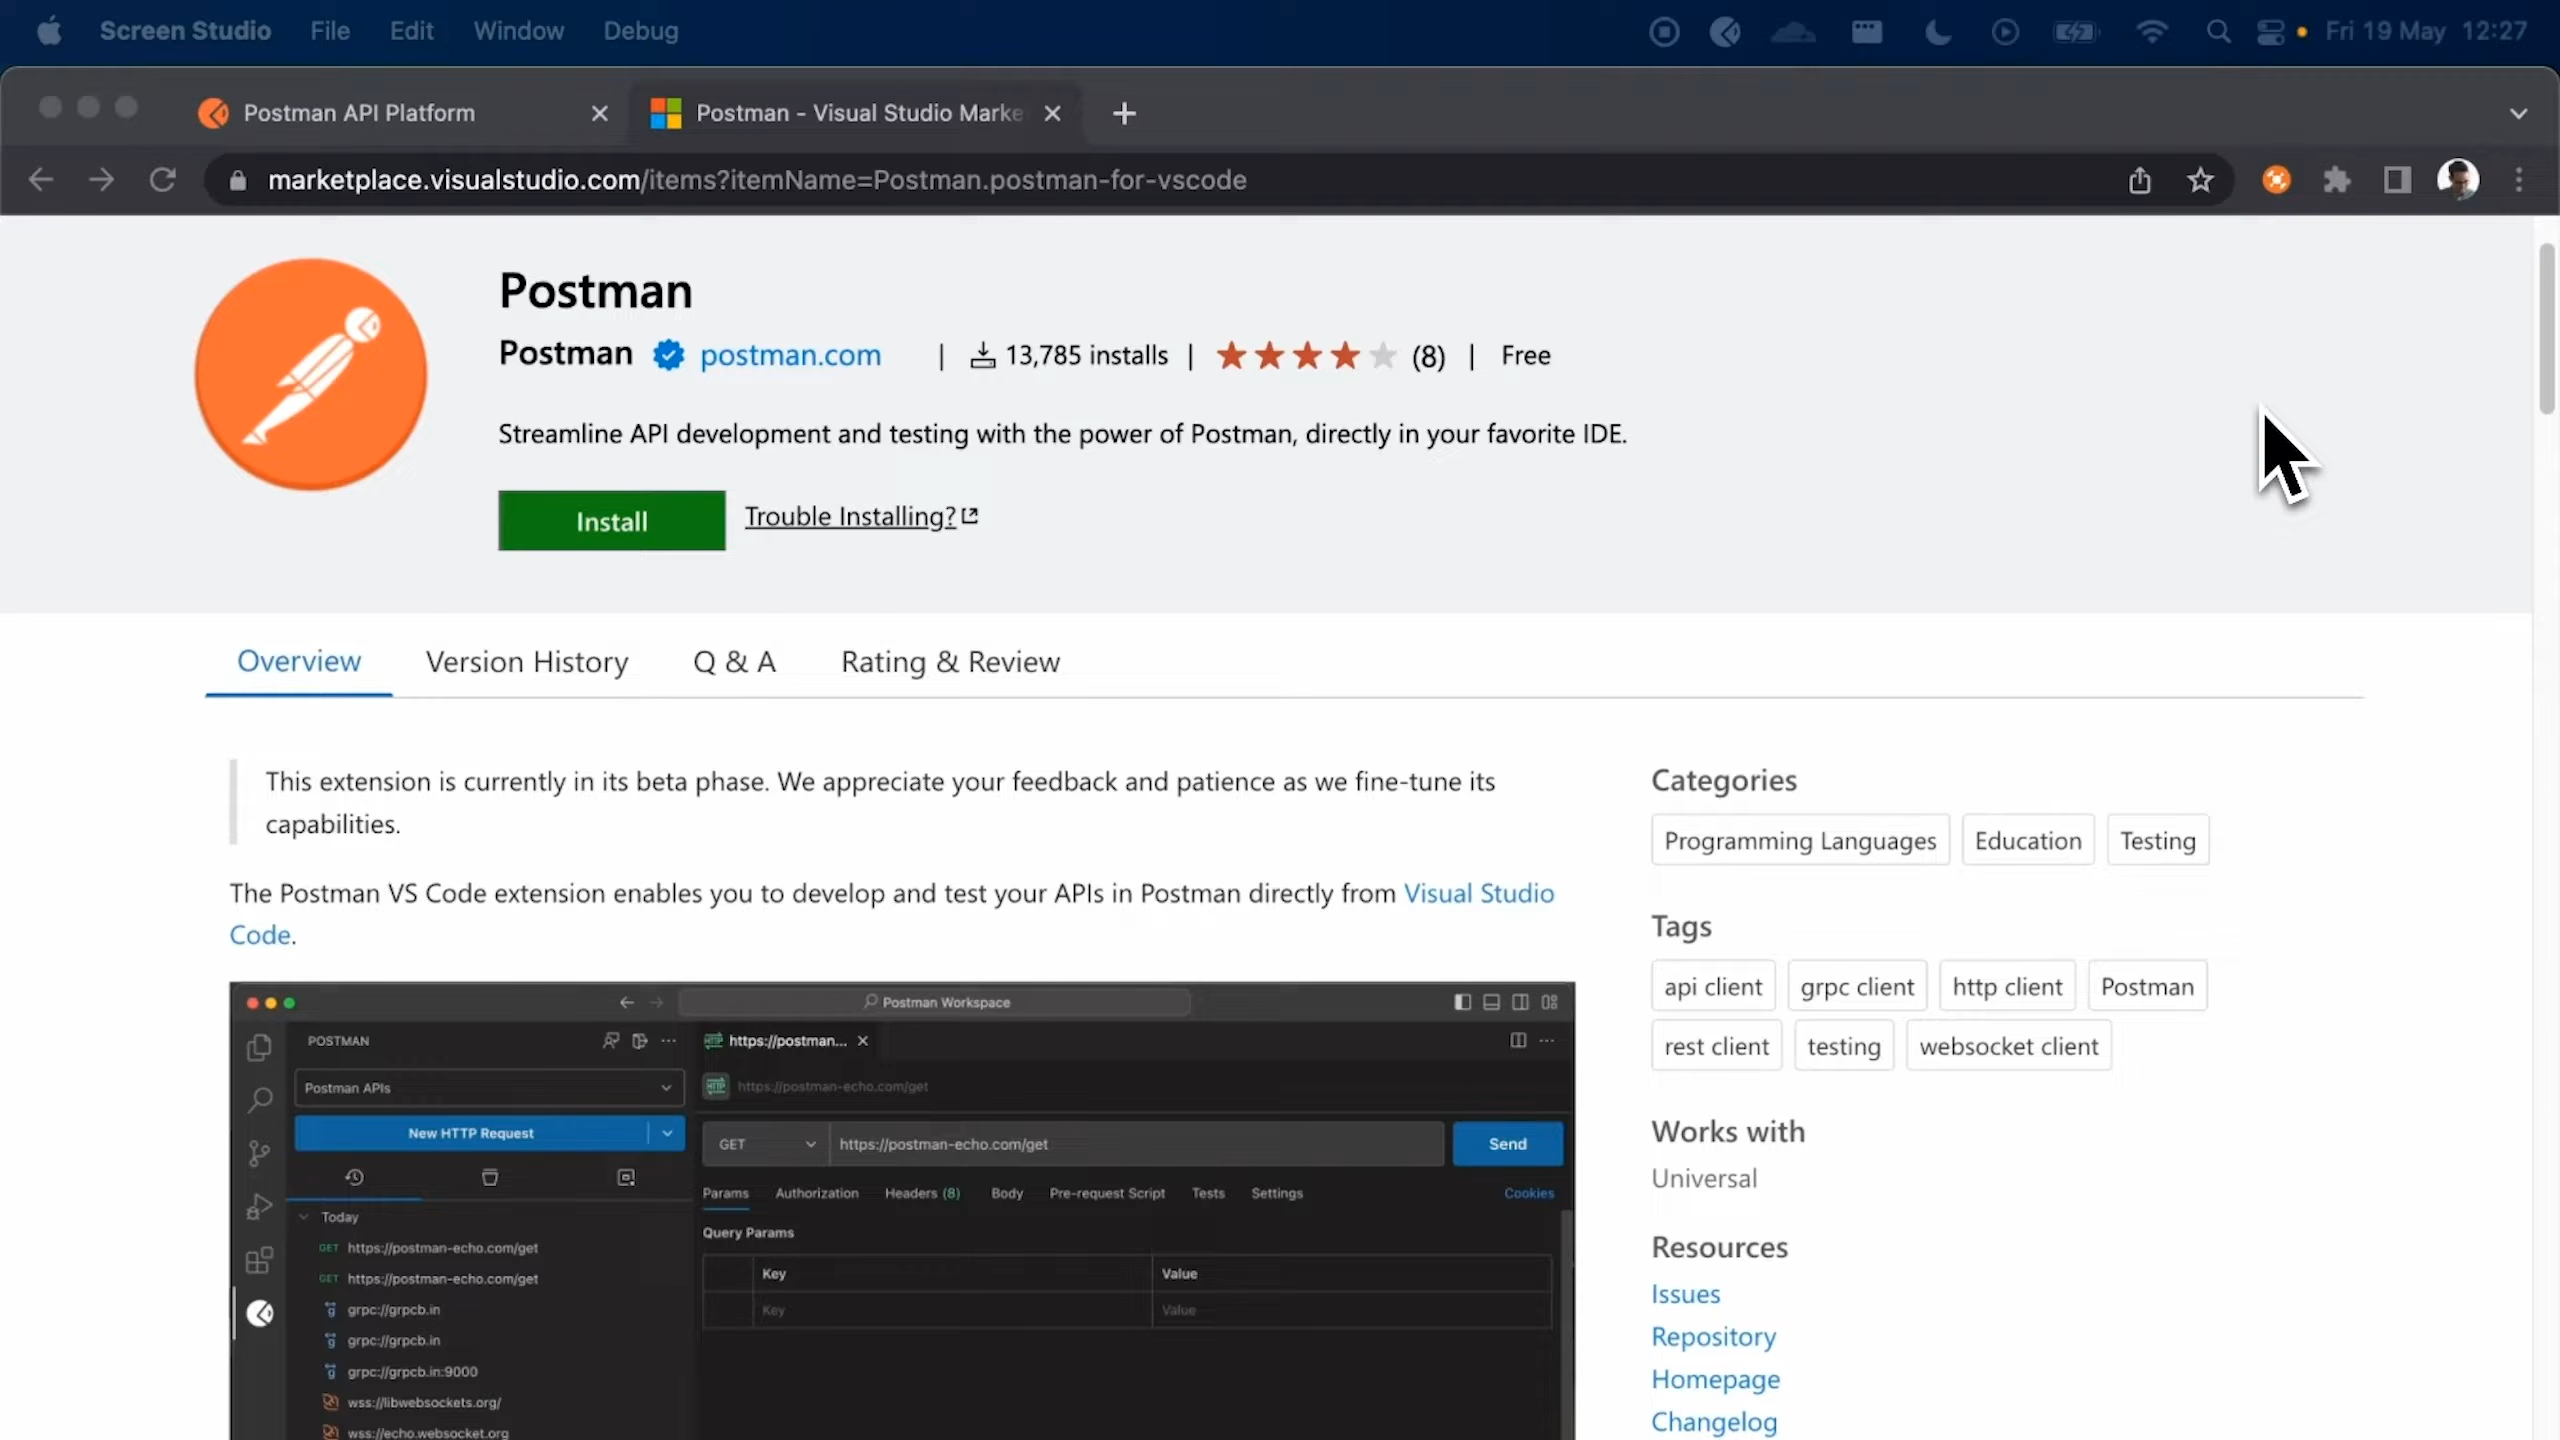 Screen Studio File Edit Window Debug Fri 19 May 12:27
Postman API Platform Postman - Visual Studio Marke
marketplace.visualstudio.com/items?itemName=Postman.postman-for-vscode
Postman
Postman postman.com | 13,785 installs | (8) | Free
Streamline API development and testing with the power of Postman, directly in your favorite IDE.
Install Trouble Installing?
Overview Version History Q & A Rating & Review
This extension is currently in its beta phase. We appreciate your feedback and patience as we fine-tune its
capabilities.
The Postman VS Code extension enables you to develop and test your APIs in Postman directly from Visual Studio
Code.
Postman Workspace
POSTMAN
https://postman...
Postman APIs
HTTP https://postman-echo.com/get
New HTTP Request
GET https://postman-echo.com/get Send
Params Authorization Headers (8) Body Pre-request Script Tests Settings Cookies
Today
Query Params
GET https://postman-echo.com/get
Key Value
GET https://postman-echo.com/get
Key Value
grpc://grpcb.in
grpc://grpcb.in
grpc://grpcb.in:9000
wss://libwebsockets.org/
wss://echo.websocket.org
Categories
Programming Languages Education Testing
Tags
api client grpc client http client Postman
rest client testing websocket client
Works with
Universal
Resources
Issues
Repository
Homepage
Changelog